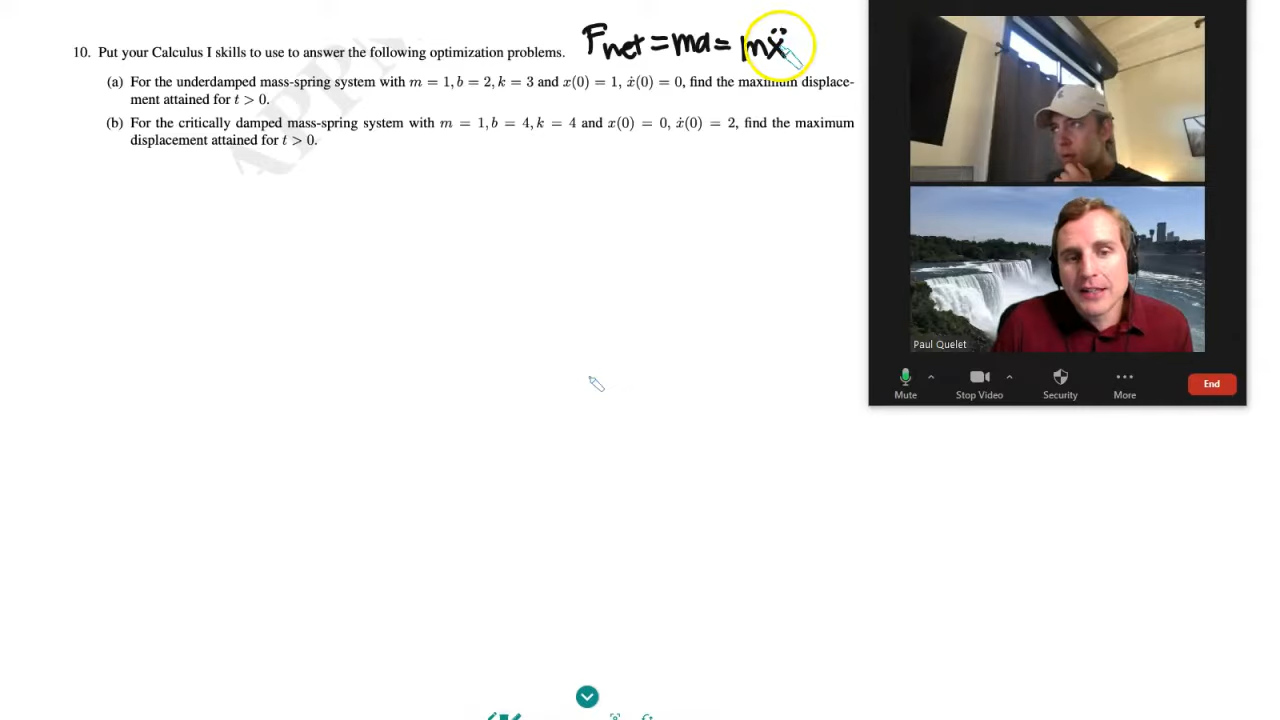 F net = ma = mẍ
10. Put your Calculus I skills to use to answer the following optimization problems.
(a) For the underdamped mass-spring system with m = 1, b = 2, k = 3 and x(0) = 1, ẋ(0) = 0, find the maximum displace-
ment attained for t > 0.
(b) For the critically damped mass-spring system with m = 1, b = 4, k = 4 and x(0) = 0, ẋ(0) = 2, find the maximum
displacement attained for t > 0.
Paul Quelet
Mute
Stop Video
Security
More
End